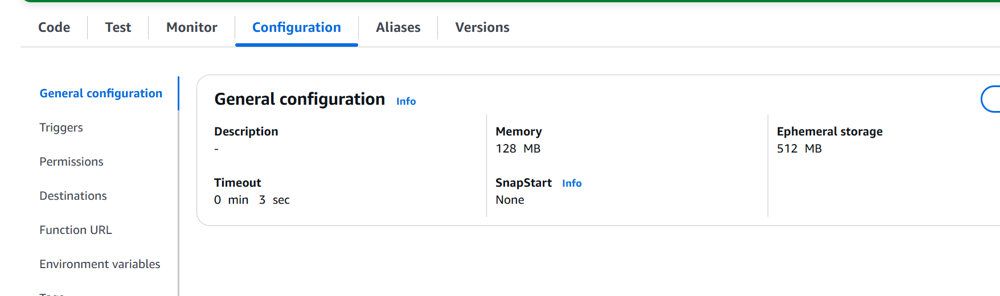 Code Test Monitor Configuration Aliases Versions
General configuration
Triggers
Permissions
Destinations
Function URL
Environment variables
General configuration Info
Description Memory Ephemeral storage
- 128 MB 512 MB
Timeout SnapStart Info
0 min 3 sec None